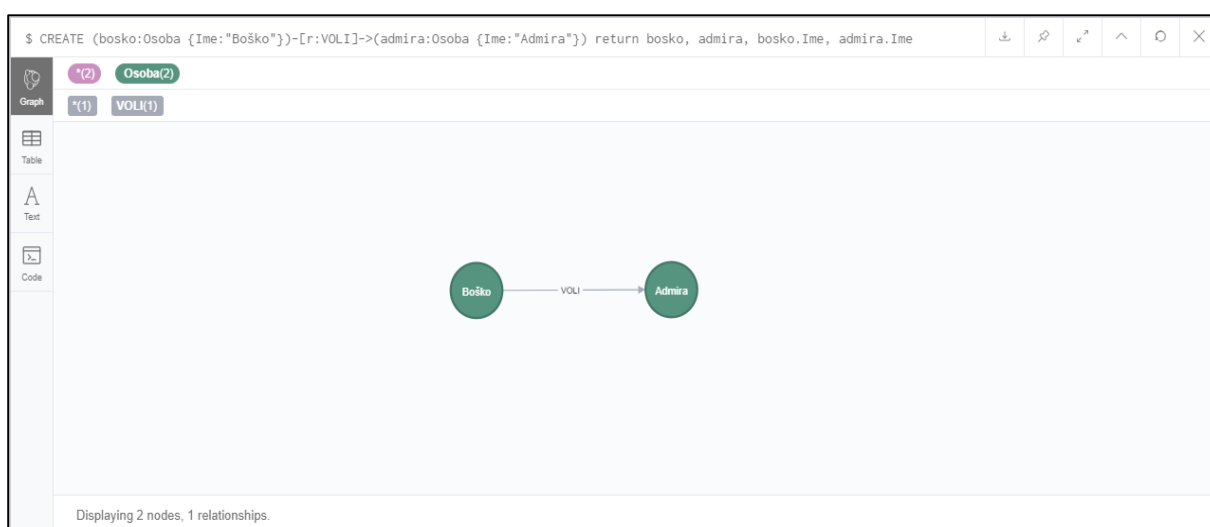 $ CREATE (bosko:Osoba {Ime:"Boško"})-[r:VOLI]->(admira:Osoba {Ime:"Admira"}) return bosko, admira, bosko.Ime, admira.Ime
*(2) Osoba(2)
Graph
*(1) VOLI(1)
Table
A
Text
Code
Boško VOLI Admira
Displaying 2 nodes, 1 relationships.